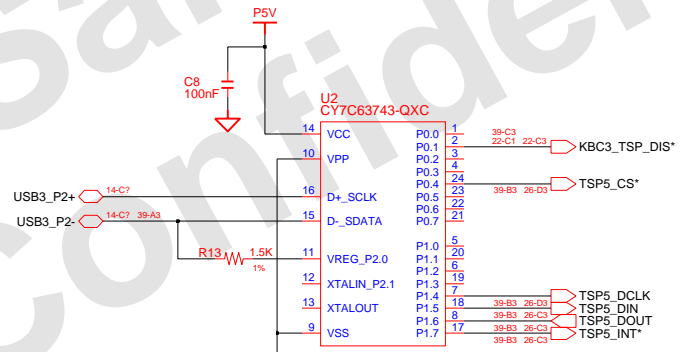 P5V
C8
100nF
U2
CY7C63743-QXC
14 VCC
10 VPP
16 D+_SCLK
15 D-_SDATA
11 VREG_P2.0
12 XTALIN_P2.1
13 XTALOUT
9 VSS
P0.0 1
P0.1 2
P0.2 3
P0.3 4
P0.4 24
P0.5 23
P0.6 22
P0.7 21
P1.0 5
P1.1 20
P1.2 6
P1.3 19
P1.4 7
P1.5 18
P1.6 8
P1.7 17
USB3_P2+ 14-C?
USB3_P2- 14-C? 39-A3
R13 1.5K
1%
39-C3
22-C1 22-C3 KBC3_TSP_DIS*
TSP5_CS*
39-B3 26-D3
TSP5_DCLK
39-B3 26-D3 TSP5_DIN
39-B3 26-C3 TSP5_DOUT
39-B3 26-C3 TSP5_INT*
39-B3 26-C3
Confide